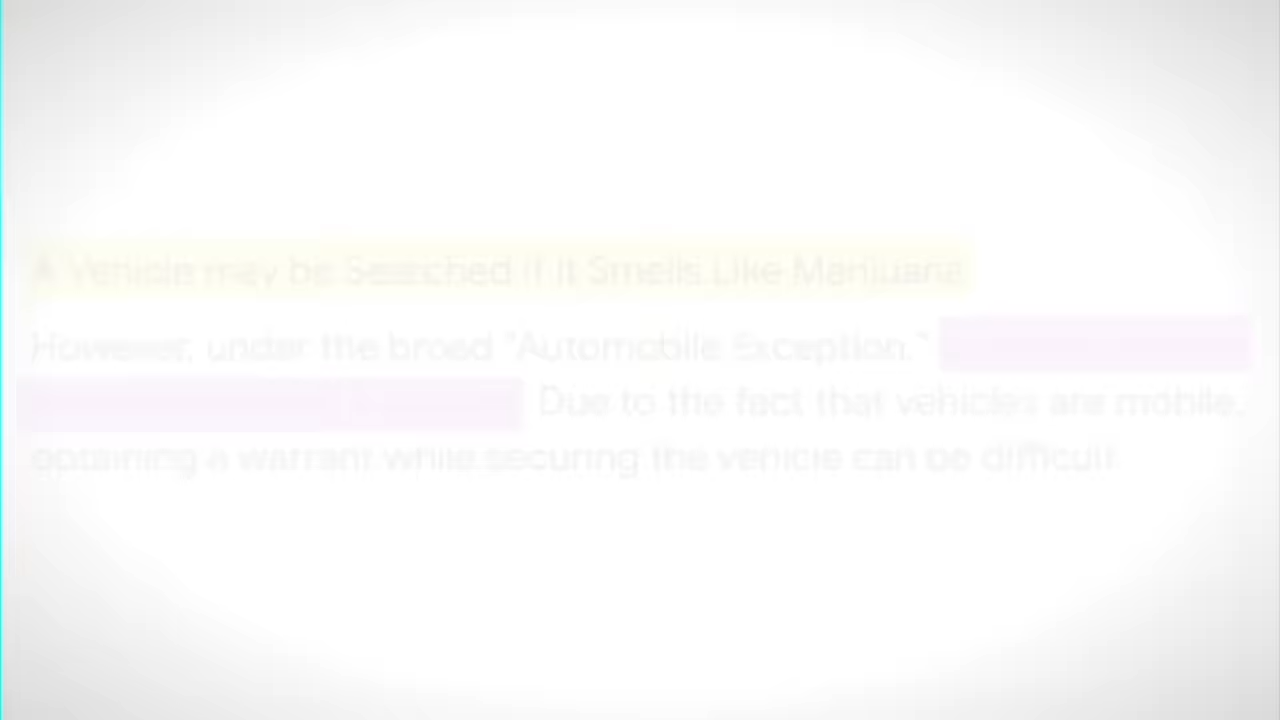 A Vehicle may be Searched if it Smells Like Marijuana
However, under the broad "Automobile Exception,"
Due to the fact that vehicles are mobile,
obtaining a warrant while securing the vehicle can be difficult.